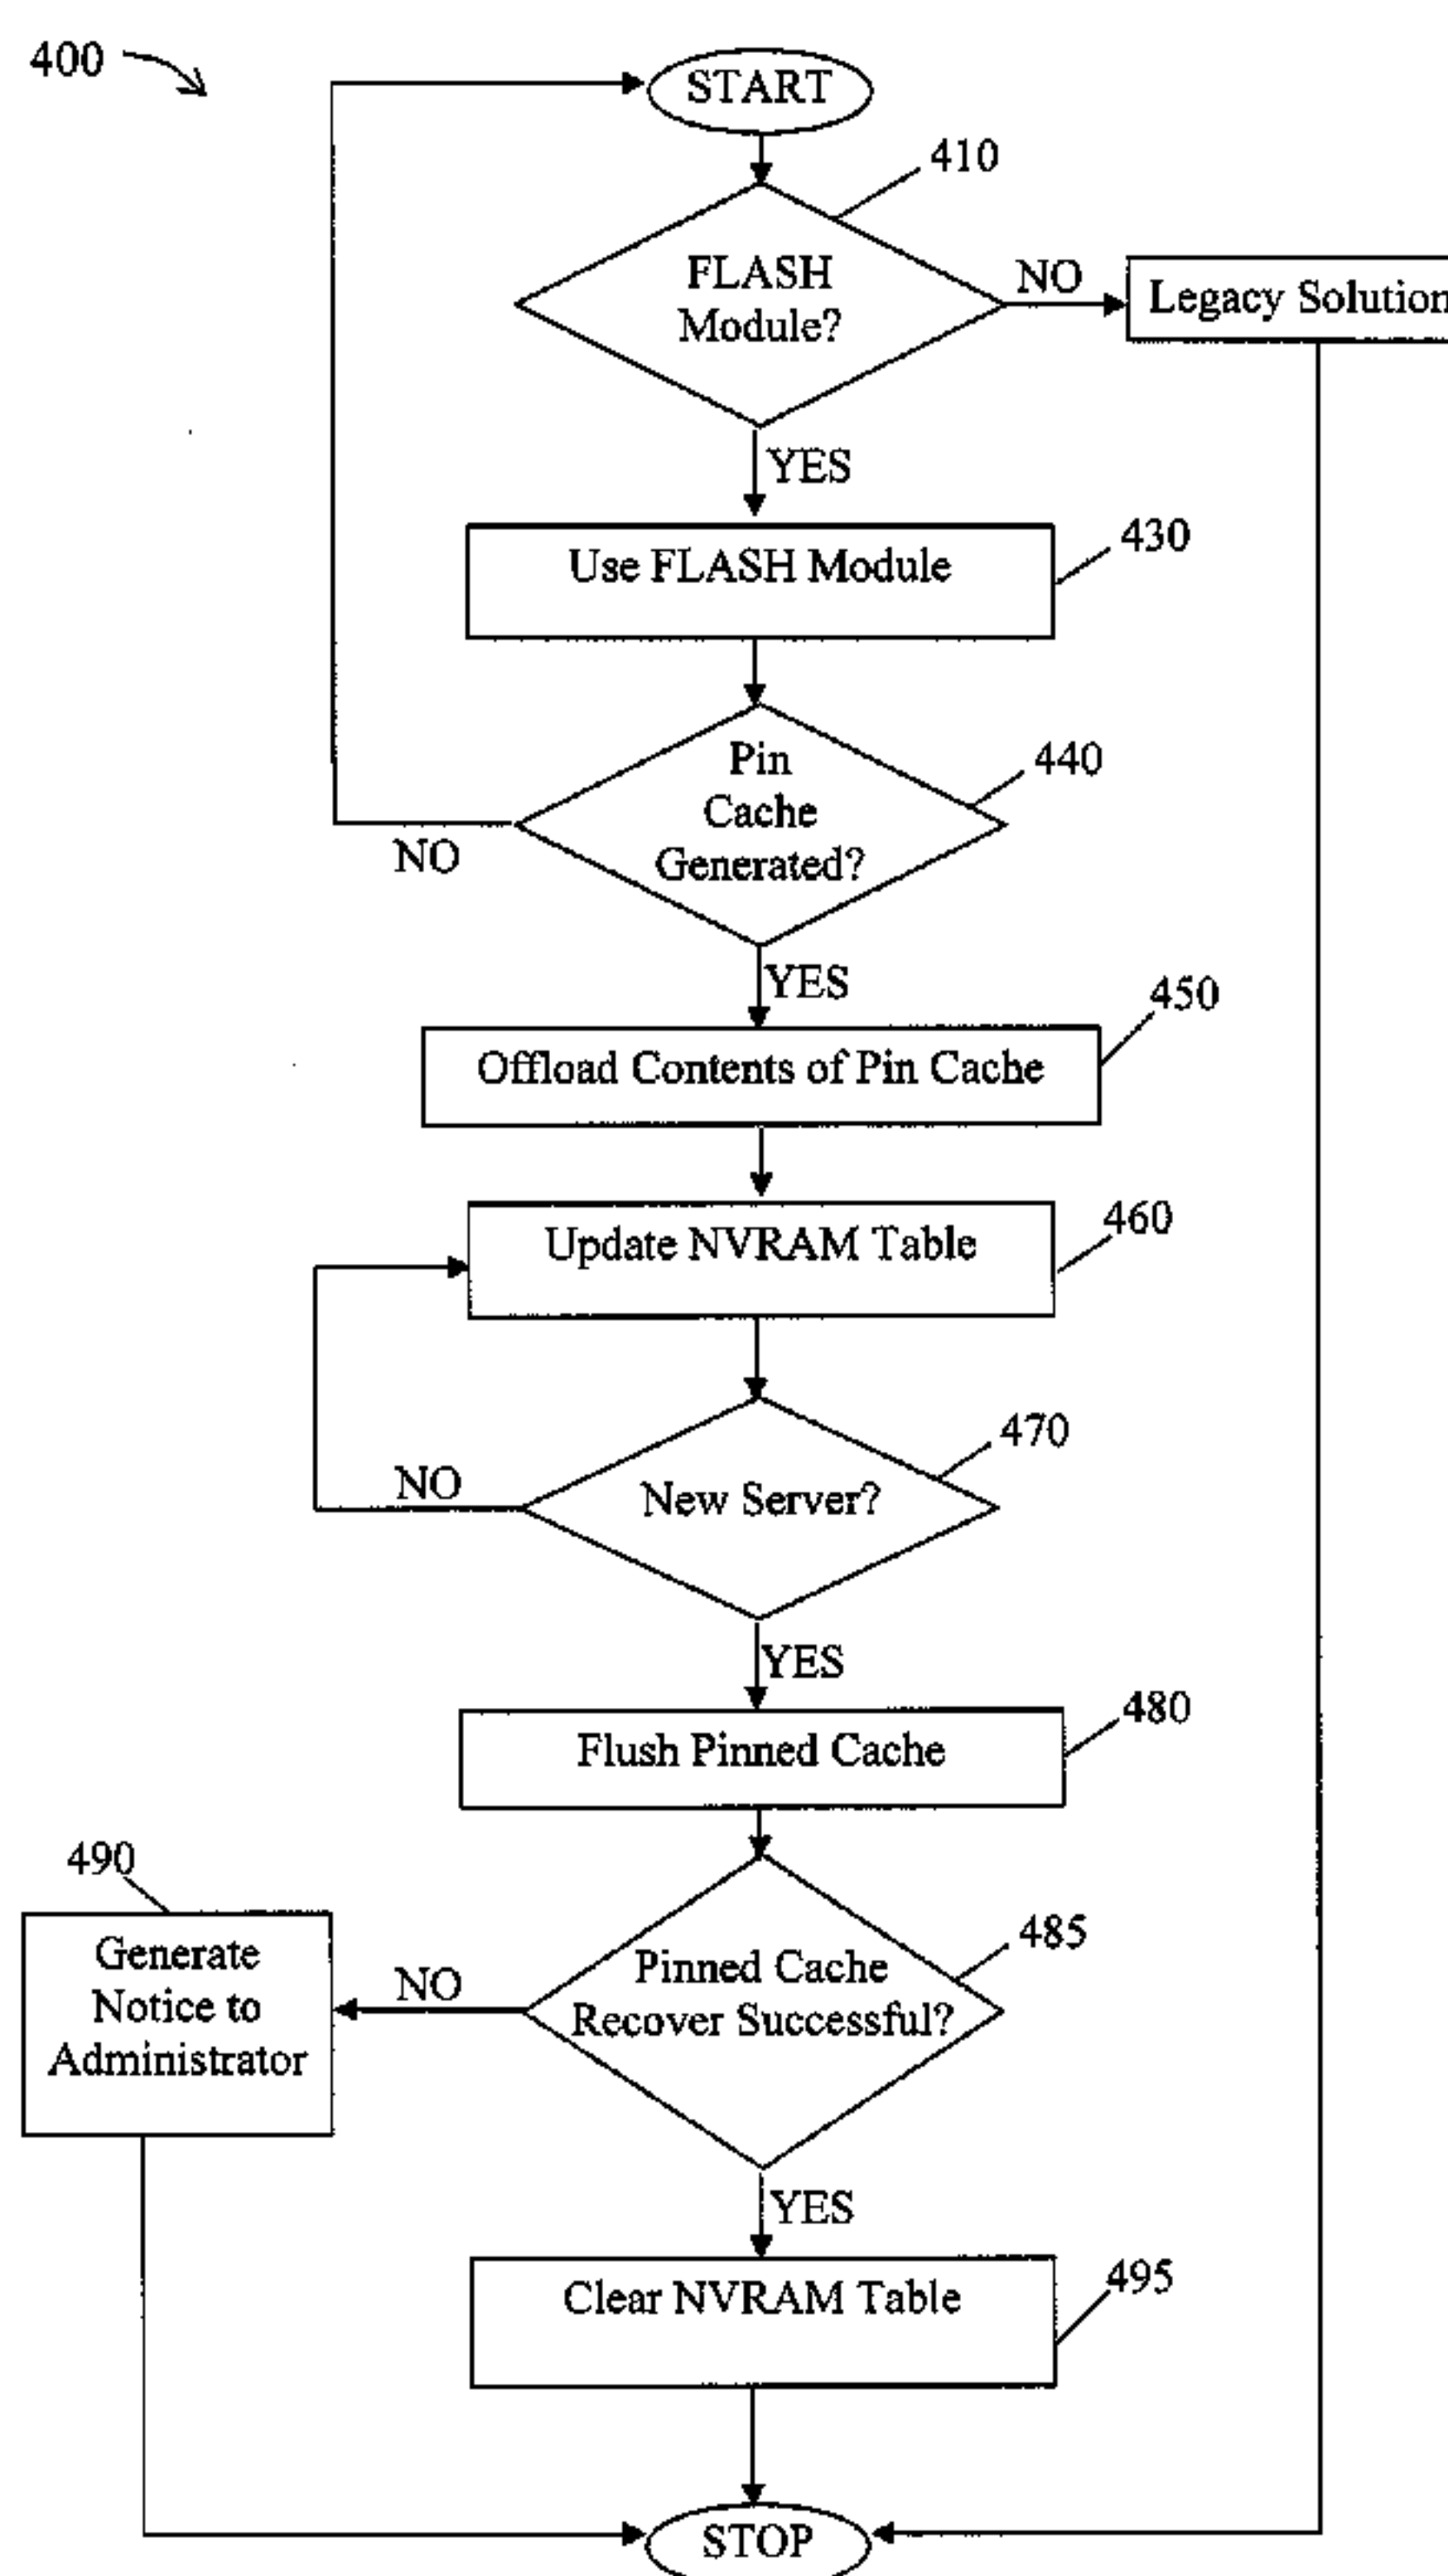 400
START
410
FLASH
Module?
NO
Legacy Solution
YES
Use FLASH Module
430
Pin
Cache
Generated?
440
NO
YES
450
Offload Contents of Pin Cache
Update NVRAM Table
460
470
New Server?
NO
YES
480
Flush Pinned Cache
490
Generate
Notice to
Administrator
NO
Pinned Cache
Recover Successful?
485
YES
Clear NVRAM Table
495
STOP